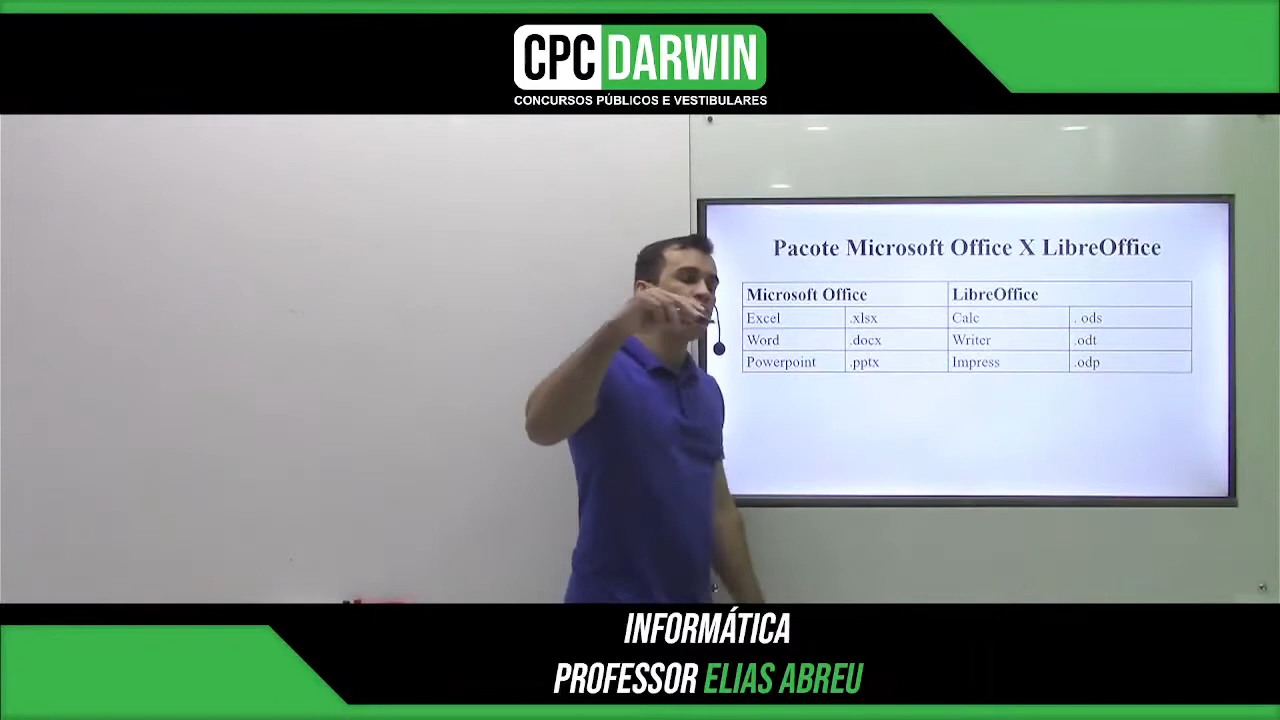 CPC DARWIN
CONCURSOS PÚBLICOS E VESTIBULARES
Pacote Microsoft Office X LibreOffice
Microsoft Office LibreOffice
Excel .xlsx Calc . ods
Word .docx Writer .odt
Powerpoint .pptx Impress .odp
INFORMÁTICA
PROFESSOR ELIAS ABREU